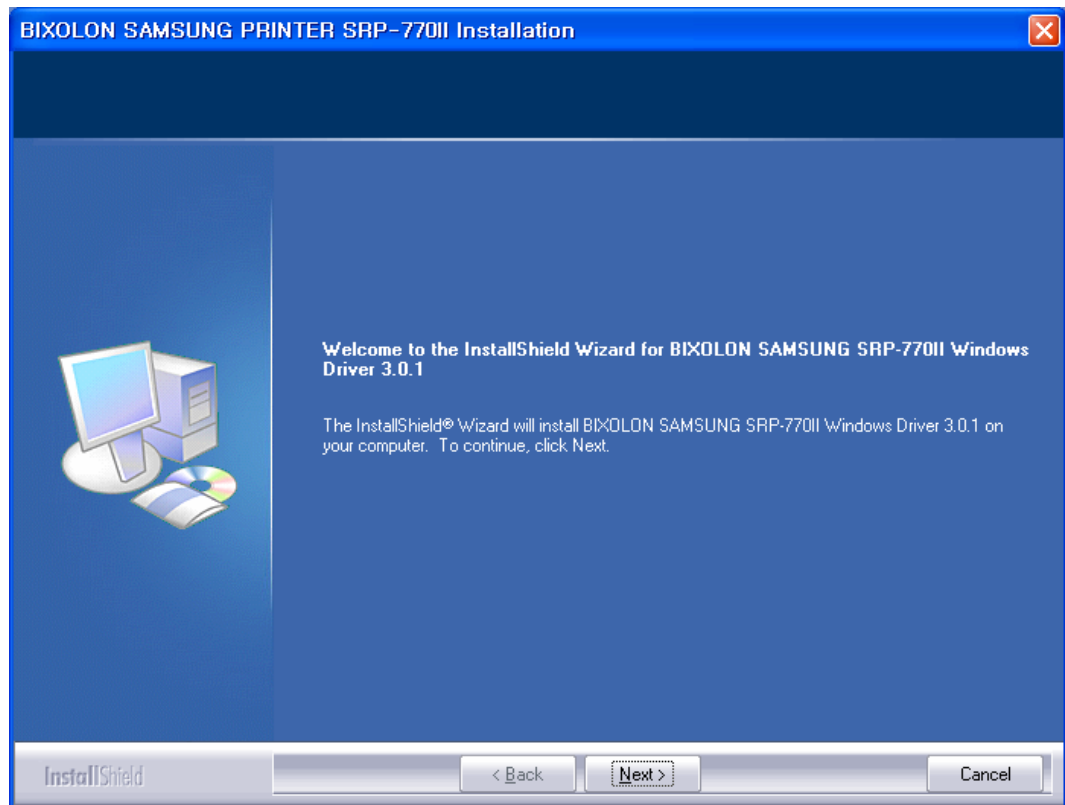 BIXOLON SAMSUNG PRINTER SRP-770II Installation
Welcome to the InstallShield Wizard for BIXOLON SAMSUNG SRP-770II Windows
Driver 3.0.1
The InstallShield® Wizard will install BIXOLON SAMSUNG SRP-770II Windows Driver 3.0.1 on
your computer. To continue, click Next.
InstallShield
< Back
Next >
Cancel